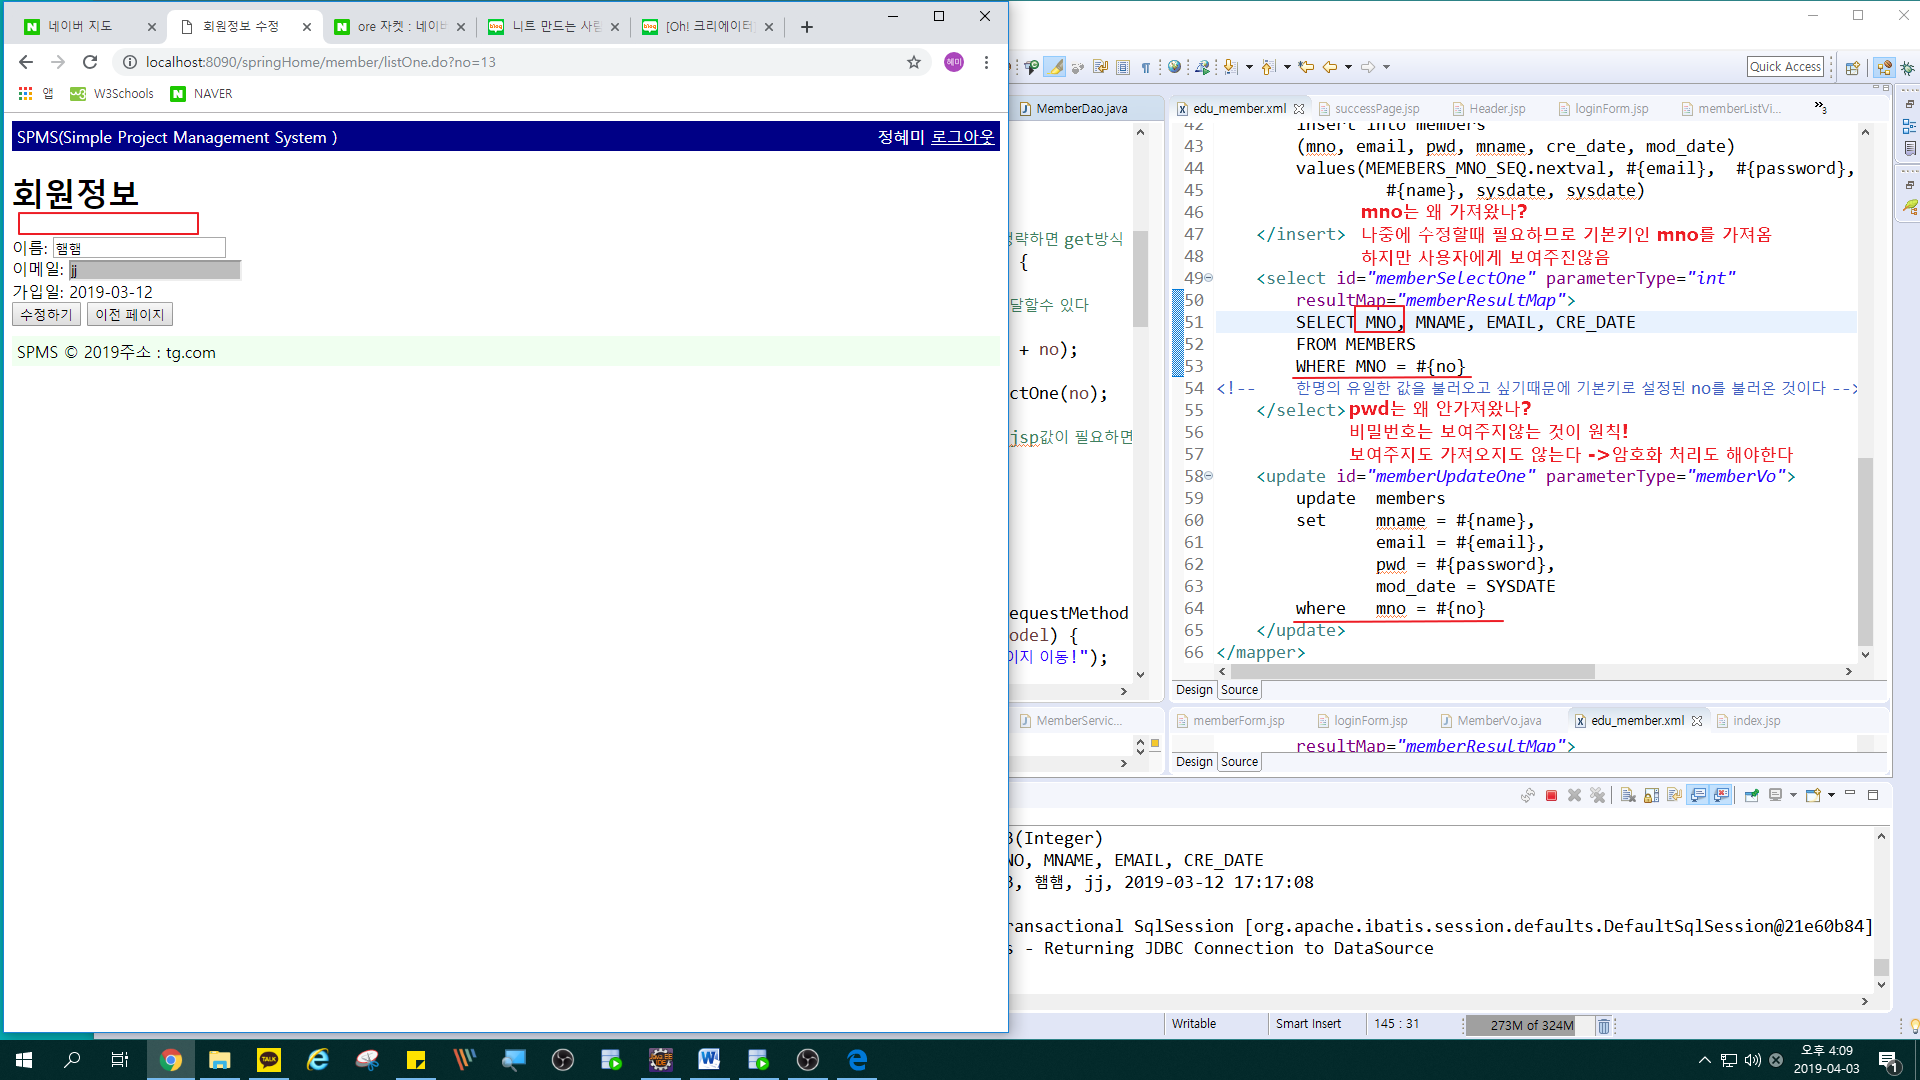 네이버 지도
회원정보 수정
ore 자켓 : 네이버
니트 만드는 사람
[Oh! 크리에이터]
localhost:8090/springHome/member/listOne.do?no=13
혜미
앱
W3Schools
NAVER
SPMS(Simple Project Management System )
정혜미 로그아웃
회원정보
이름: 햄햄
이메일: jj
가입일: 2019-03-12
수정하기 이전 페이지
SPMS © 2019주소 : tg.com
Quick Access
MemberDao.java
략하면 get방식
{
달할수 있다
+ no);
ctOne(no);
jsp값이 필요하면
equestMethod
odel) {
이지 이동!");
edu_member.xml
successPage.jsp
Header.jsp
loginForm.jsp
memberListVi...
»3
42 insert into members
43 (mno, email, pwd, mname, cre_date, mod_date)
44 values(MEMEBERS_MNO_SEQ.nextval, #{email}, #{password},
45 #{name}, sysdate, sysdate)
46 mno는 왜 가져왔나?
47 </insert> 나중에 수정할때 필요하므로 기본키인 mno를 가져옴
48 하지만 사용자에게 보여주진않음
49 <select id="memberSelectOne" parameterType="int"
50 resultMap="memberResultMap">
51 SELECT MNO, MNAME, EMAIL, CRE_DATE
52 FROM MEMBERS
53 WHERE MNO = #{no}
54 <!-- 한명의 유일한 값을 불러오고 싶기때문에 기본키로 설정된 no를 불러온 것이다 -->
55 </select> pwd는 왜 안가져왔나?
56 비밀번호는 보여주지않는 것이 원칙!
57 보여주지도 가져오지도 않는다 ->암호화 처리도 해야한다
58 <update id="memberUpdateOne" parameterType="memberVo">
59 update members
60 set mname = #{name},
61 email = #{email},
62 pwd = #{password},
63 mod_date = SYSDATE
64 where mno = #{no}
65 </update>
66 </mapper>
Design Source
MemberServic...
memberForm.jsp
loginForm.jsp
MemberVo.java
edu_member.xml
index.jsp
resultMap="memberResultMap">
Design Source
3(Integer)
NO, MNAME, EMAIL, CRE_DATE
3, 햄햄, jj, 2019-03-12 17:17:08
ransactional SqlSession [org.apache.ibatis.session.defaults.DefaultSqlSession@21e60b84]
s - Returning JDBC Connection to DataSource
Writable
Smart Insert
145 : 31
273M of 324M
TALK
오후 4:09
2019-04-03
1